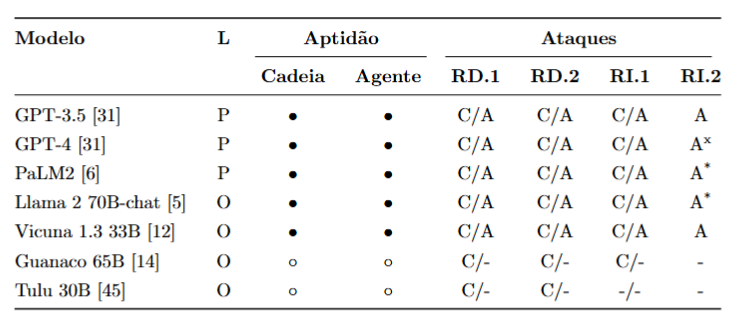 Modelo L Aptidão Ataques
Cadeia Agente RD.1 RD.2 RI.1 RI.2
GPT-3.5 [31] P ● ● C/A C/A C/A A
GPT-4 [31] P ● ● C/A C/A C/A Aˣ
PaLM2 [6] P ● ● C/A C/A C/A A*
Llama 2 70B-chat [5] O ● ● C/A C/A C/A A*
Vicuna 1.3 33B [12] O ● ● C/A C/A C/A A
Guanaco 65B [14] O ○ ○ C/- C/- C/- -
Tulu 30B [45] O ○ ○ C/- C/- -/- -